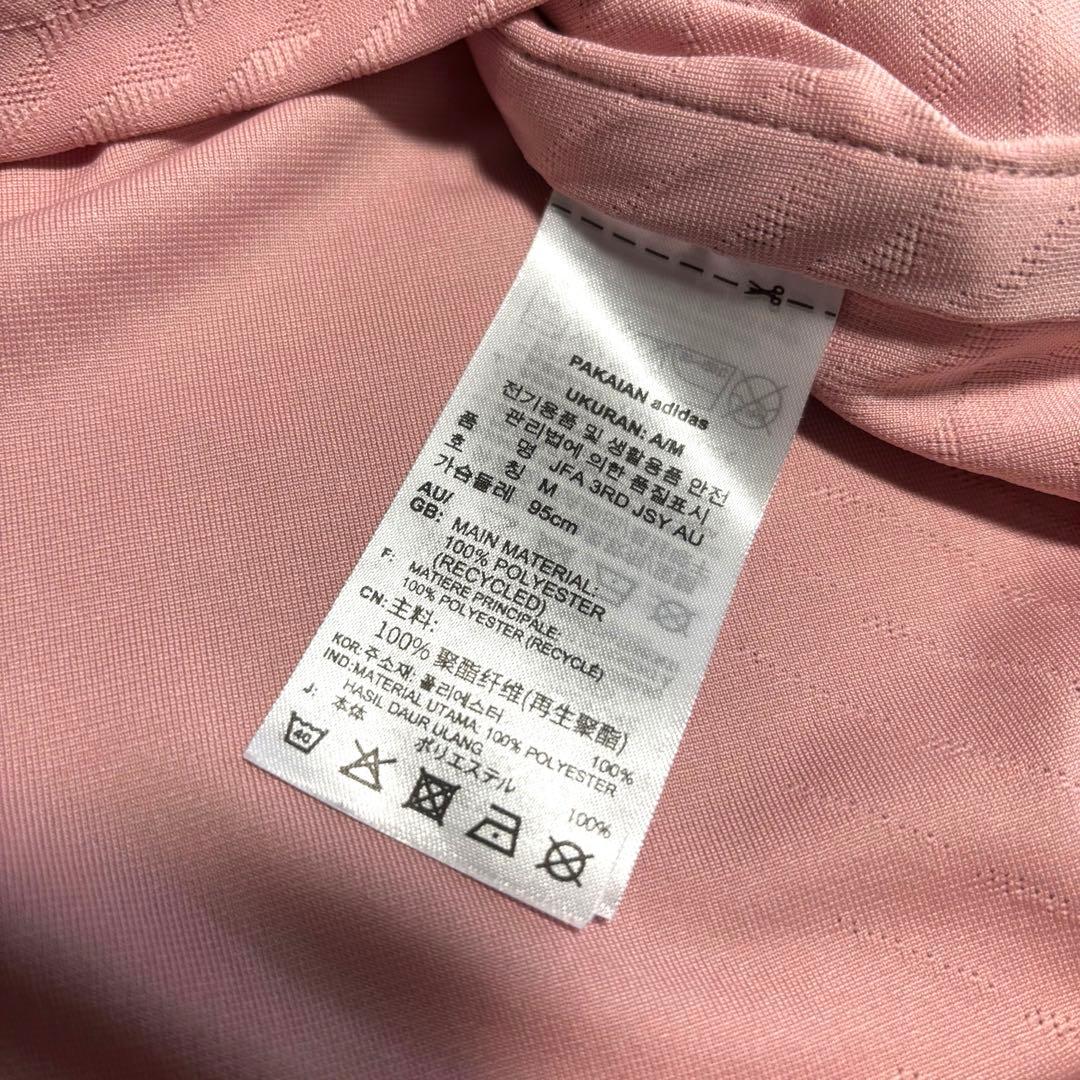 PAKAIAN adidas
UKURAN: A/M
전기용품 및 생활용품 안전
관리법에 의한 품질표시
품 명 JFA 3RD JSY AU
호 칭 M
가슴둘레 95cm
AU/
GB: MAIN MATERIAL:
100% POLYESTER
(RECYCLED)
F: MATIERE PRINCIPALE:
100% POLYESTER (RECYCLÉ)
CN: 主料:
100% 聚酯纤维(再生聚酯)
KOR: 주소재: 폴리에스터 100%
IND: MATERIAL UTAMA: 100% POLYESTER
HASIL DAUR ULANG
J: 本体
ポリエステル 100%
40